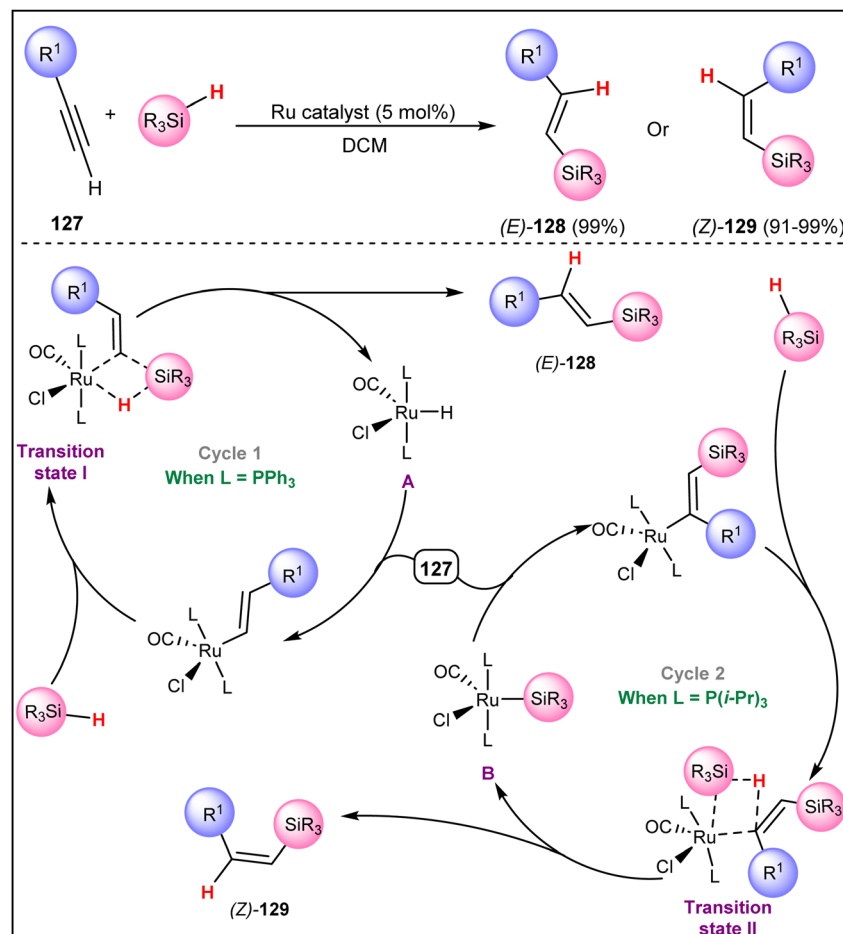 R¹
H
+
R₃Si
H
Ru catalyst (5 mol%)
DCM
127
R¹
H
SiR₃
(E)-128 (99%)
Or
H
R¹
SiR₃
(Z)-129 (91-99%)
R¹
L
OC
Ru
SiR₃
Cl
H
L
Transition
state I
Cycle 1
When L = PPh₃
L
OC
Ru
H
Cl
L
A
H
R¹
SiR₃
(E)-128
H
R₃Si
SiR₃
L
OC
Ru
R¹
Cl
L
127
R¹
L
OC
Ru
Cl
L
R₃Si
H
L
OC
Ru
SiR₃
Cl
L
B
Cycle 2
When L = P(i-Pr)₃
R₃Si
H
L
SiR₃
OC
Ru
Cl
L
R¹
Transition
state II
R¹
SiR₃
H
(Z)-129